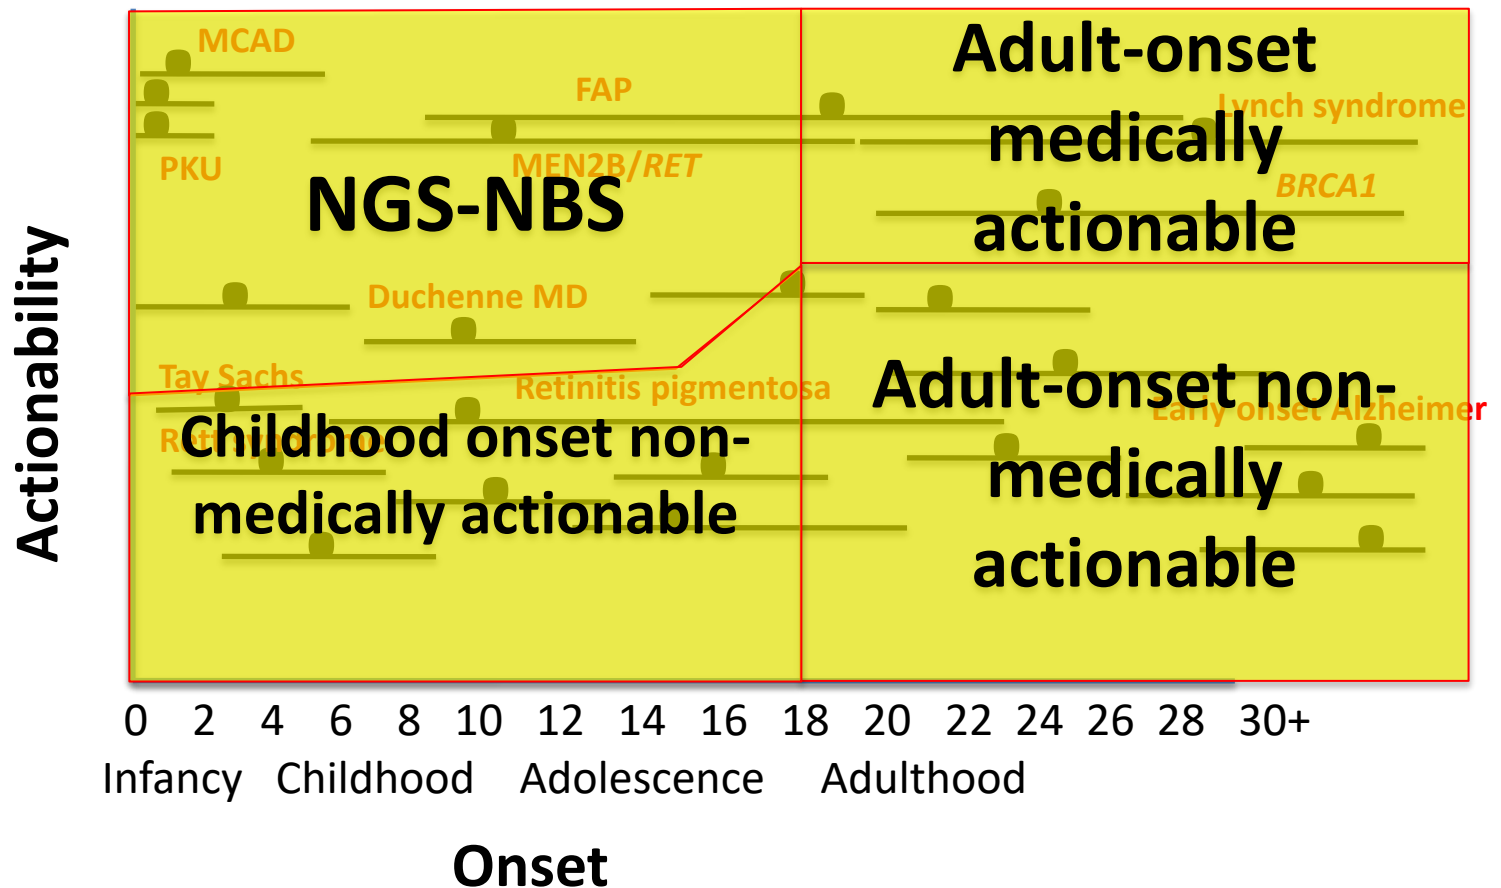 MCAD
Adult-onset
medically
actionable
FAP
Lynch syndrome
PKU
MEN2B/RET
BRCA1
NGS-NBS
Actionability
Duchenne MD
Tay Sachs
Retinitis pigmentosa
Adult-onset non-
medically
actionable
Early onset Alzheimer
Rett syndrome
Childhood onset non-
medically actionable
0 2 4 6 8 10 12 14 16 18 20 22 24 26 28 30+
Infancy Childhood Adolescence Adulthood
Onset